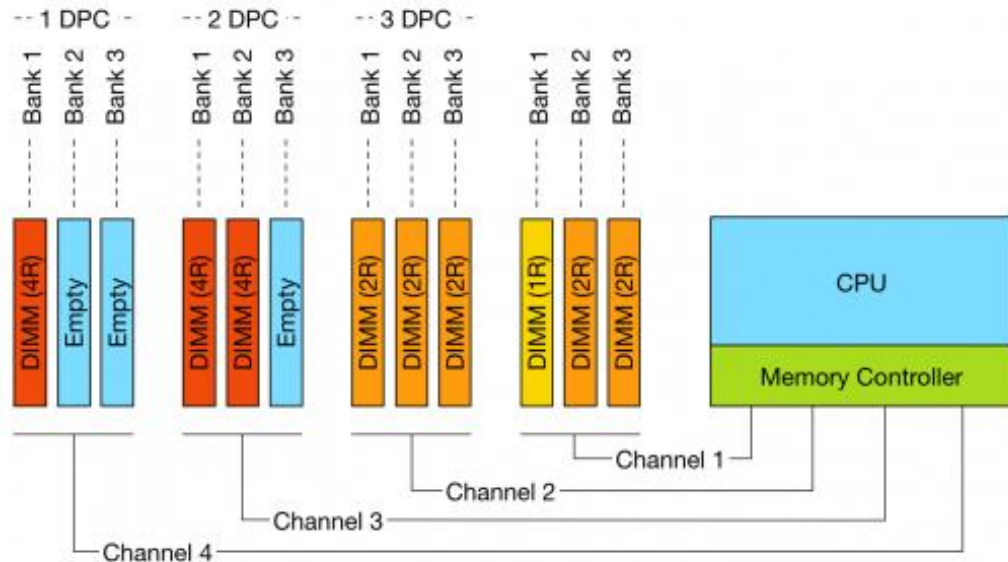 1 DPC
2 DPC
3 DPC
Bank 1
Bank 2
Bank 3
Bank 1
Bank 2
Bank 3
Bank 1
Bank 2
Bank 3
Bank 1
Bank 2
Bank 3
DIMM (4R)
Empty
Empty
DIMM (4R)
DIMM (4R)
Empty
DIMM (2R)
DIMM (2R)
DIMM (2R)
DIMM (1R)
DIMM (2R)
DIMM (2R)
CPU
Memory Controller
Channel 1
Channel 2
Channel 3
Channel 4